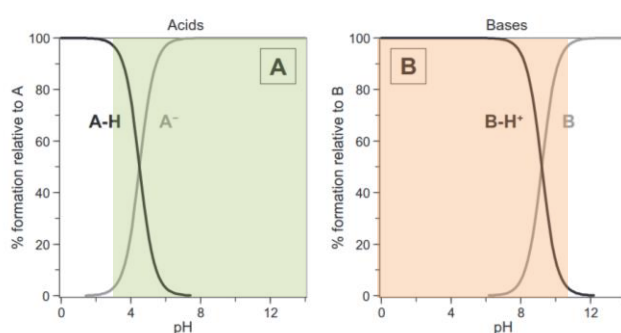 Acids
% formation relative to A
100
80
60
40
20
0
A
A-H
A⁻
0
4
8
12
pH
Bases
% formation relative to B
100
80
60
40
20
0
B
B-H⁺
B
0
4
8
12
pH